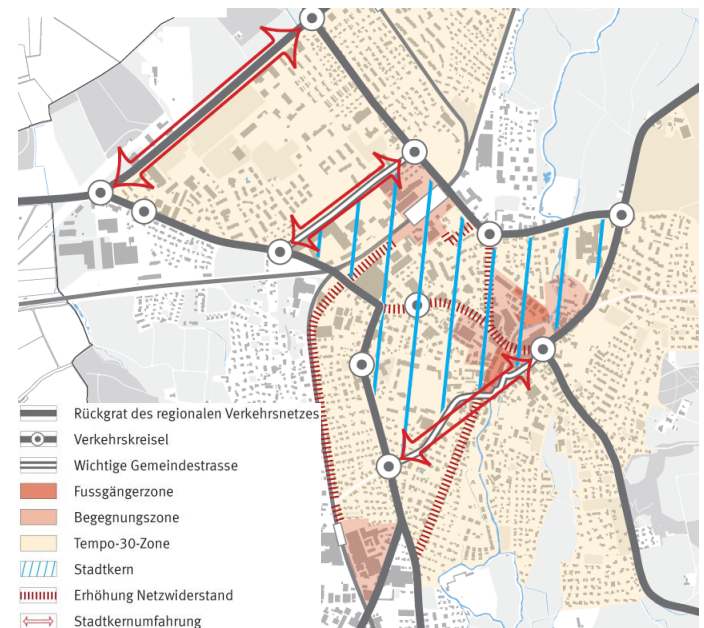 Rückgrat des regionalen Verkehrsnetzes
Verkehrskreisel
Wichtige Gemeindestrasse
Fussgängerzone
Begegnungszone
Tempo-30-Zone
Stadtkern
Erhöhung Netzwiderstand
Stadtkernumfahrung